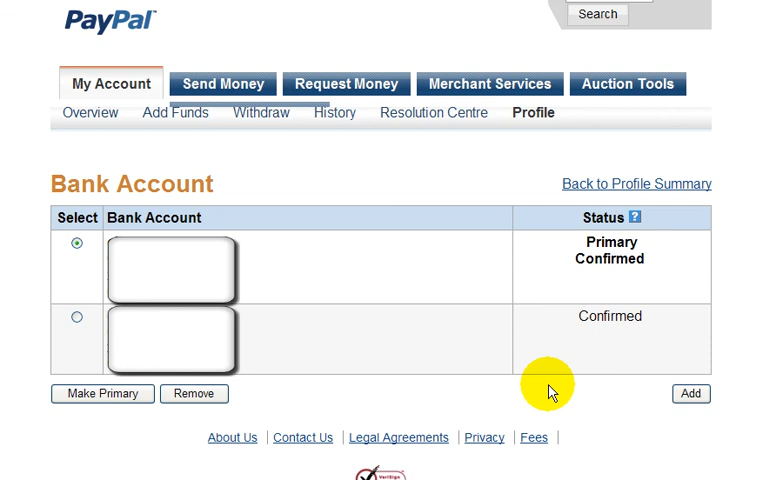 PayPal
Search
My Account Send Money Request Money Merchant Services Auction Tools
Overview Add Funds Withdraw History Resolution Centre Profile
Bank Account Back to Profile Summary
Select Bank Account Status ?
Primary
Confirmed
Confirmed
Make Primary Remove Add
About Us Contact Us Legal Agreements Privacy Fees
VeriSign